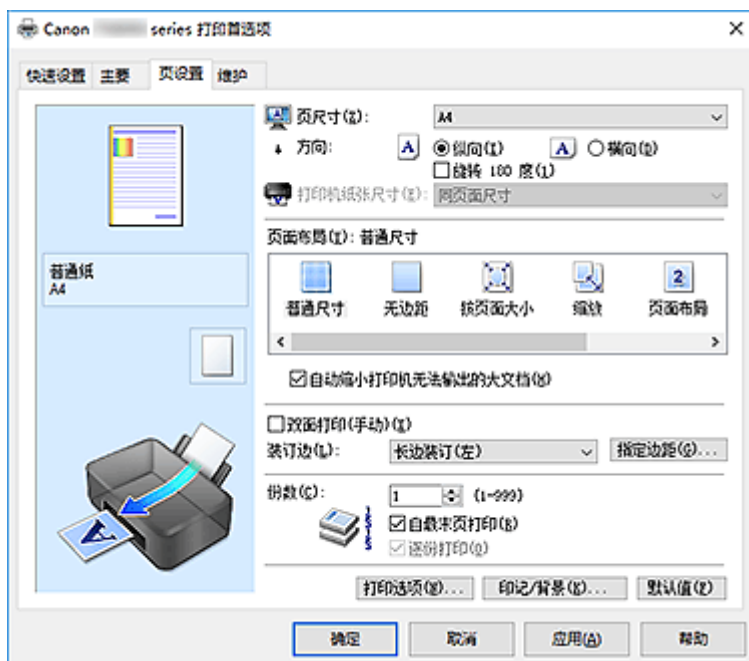 Canon series 打印首选项
快速设置 主要 页设置 维护
页尺寸(Z): A4
方向: A 纵向(I) A 横向(D)
旋转 180 度(1)
打印机纸张尺寸(E): 同页面尺寸
页面布局(T): 普通尺寸
普通纸
A4
普通尺寸 无边距 按页面大小 缩放 2 页面布局
自动缩小打印机无法输出的大文档(H)
双面打印(手动)(X)
装订边(L): 长边装订(左) 指定边距(G)...
份数(C): 1 (1-999)
自最末页打印(R)
逐份打印(O)
A
打印选项(N)... 印记/背景(K)... 默认值(F)
确定 取消 应用(A) 帮助